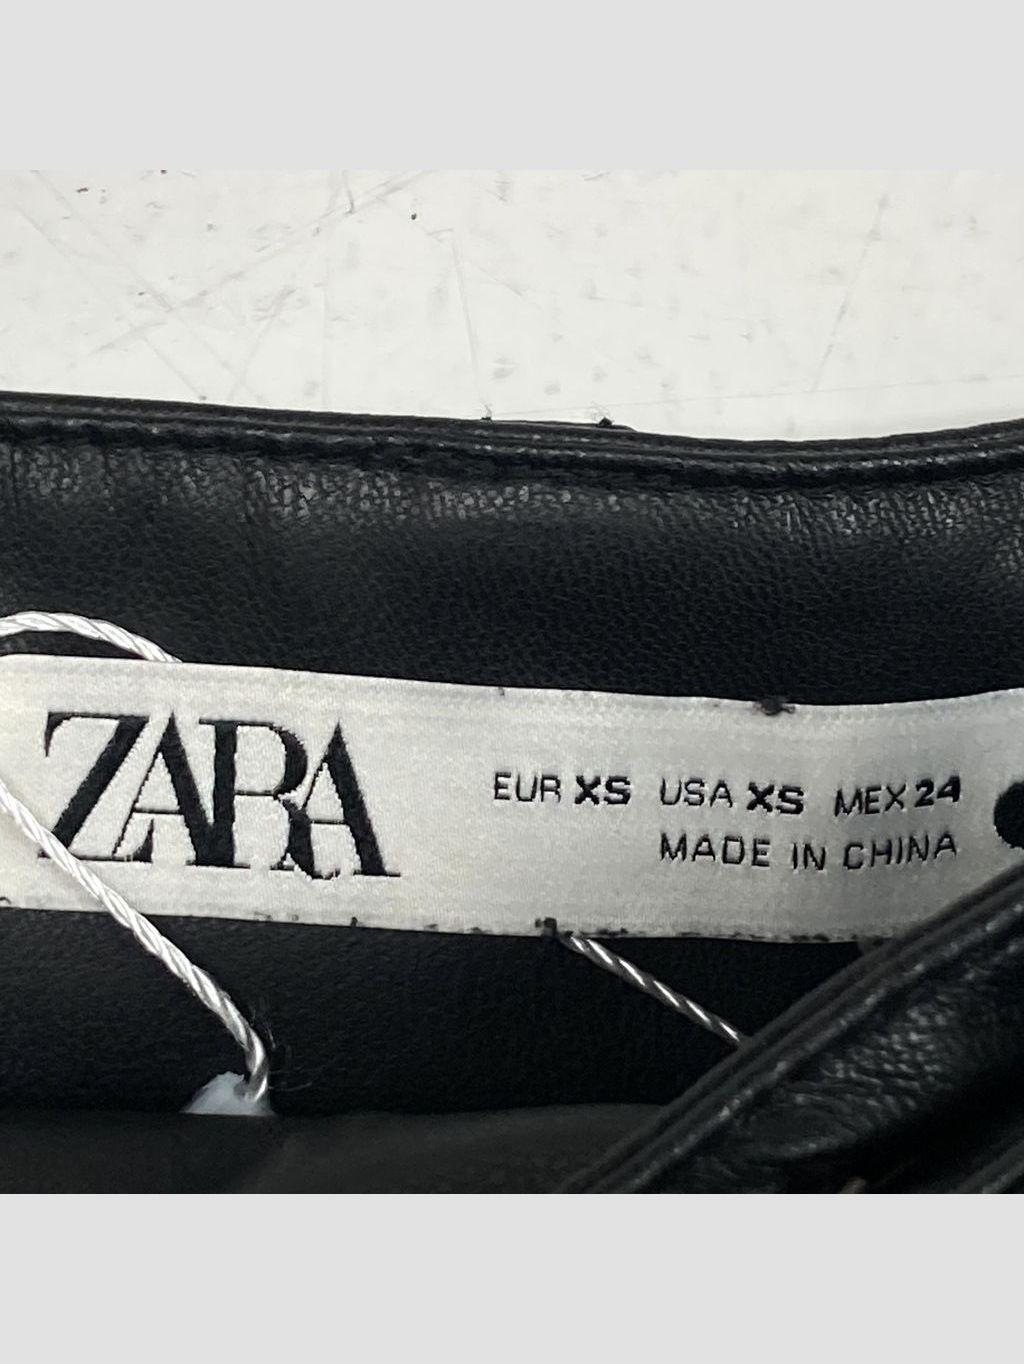 ZARA
EUR XS USA XS MEX 24
MADE IN CHINA